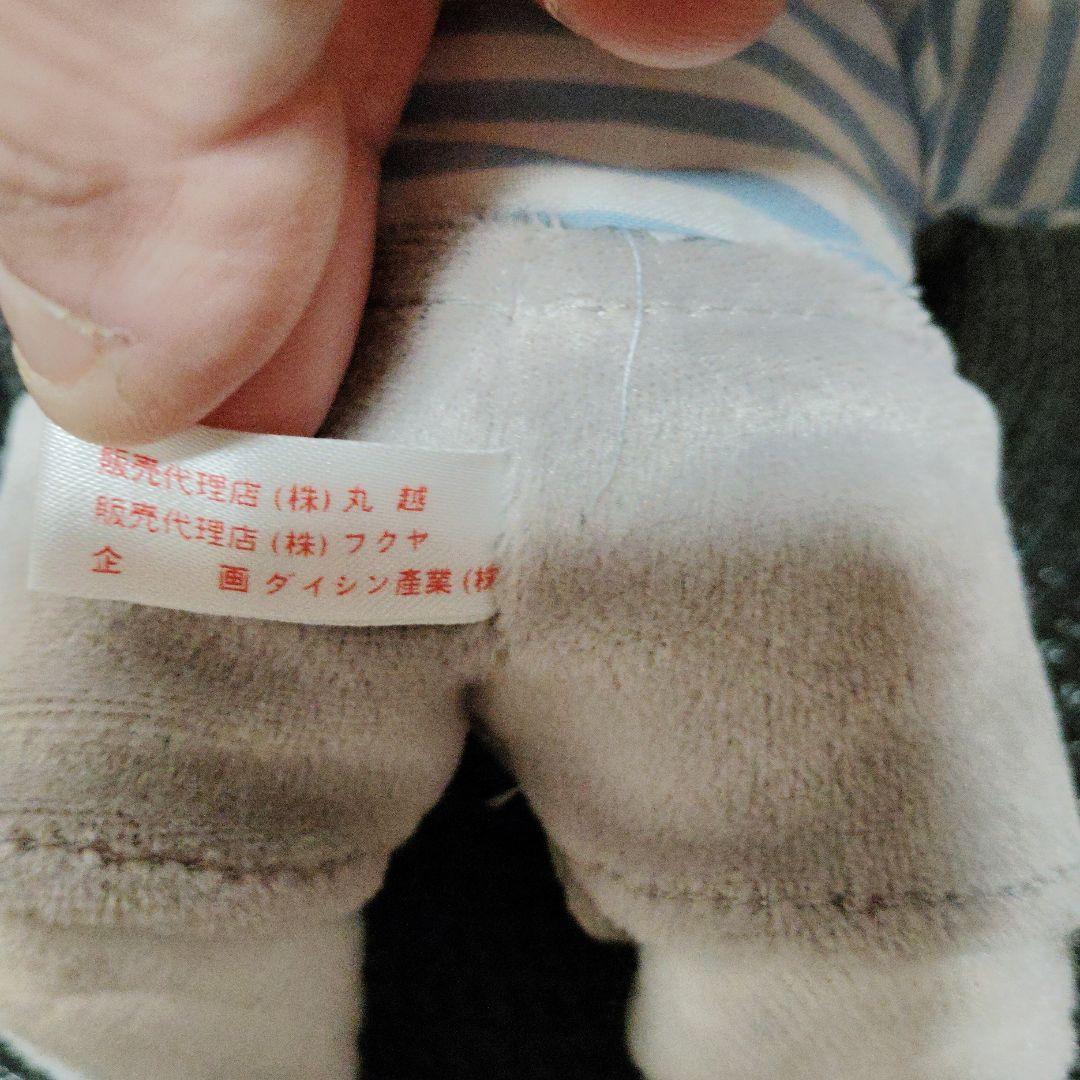 販売代理店 (株) 丸 越
販売代理店 (株) フクヤ
企 画 ダイシン産業 (株